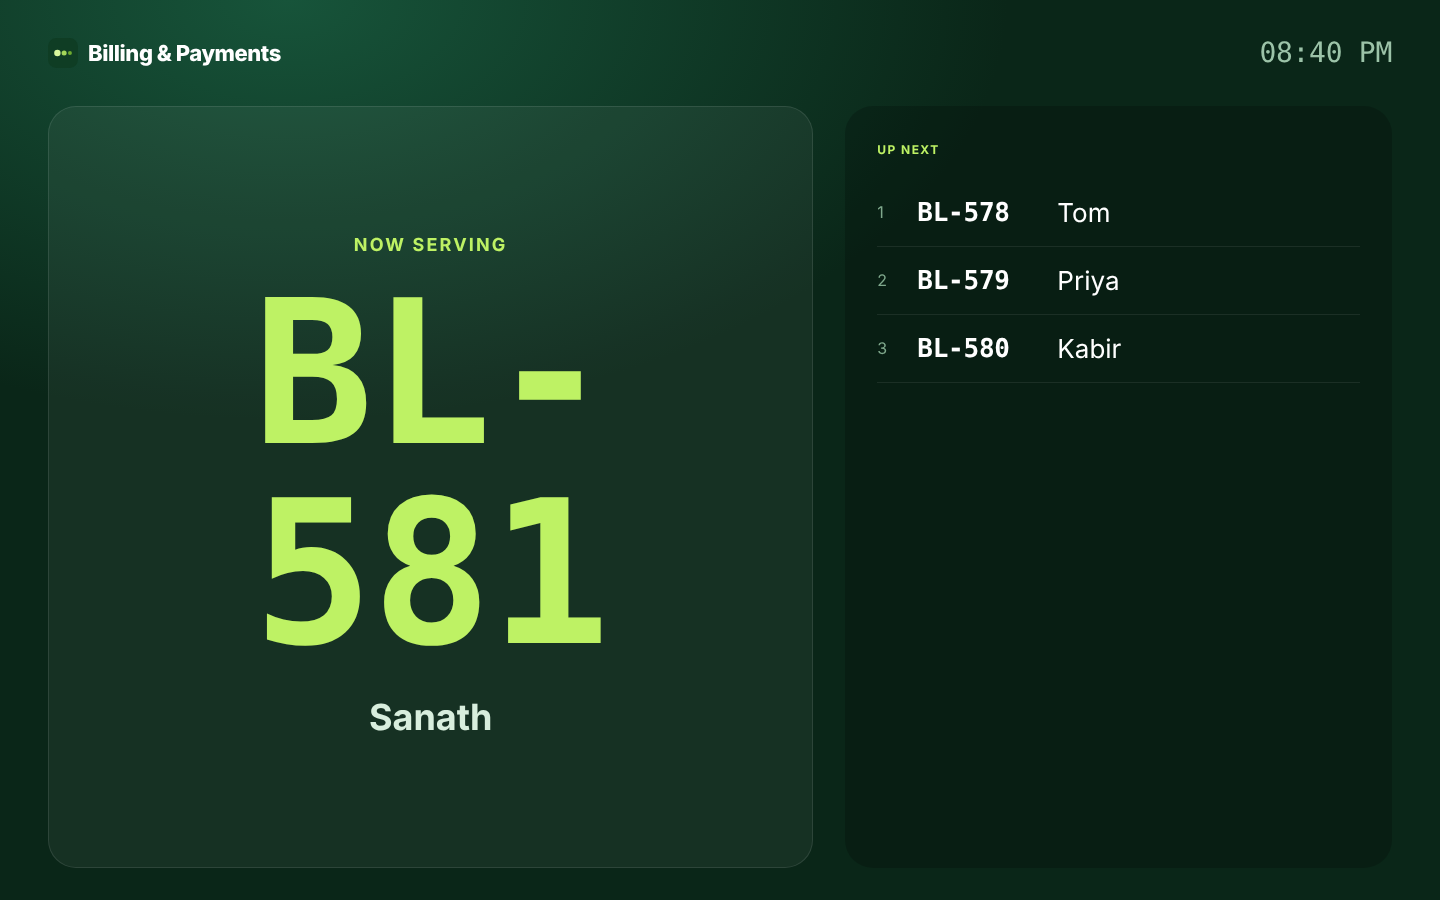 Billing & Payments
08:40 PM
NOW SERVING
BL-
581
Sanath
UP NEXT
1 BL-578 Tom
2 BL-579 Priya
3 BL-580 Kabir